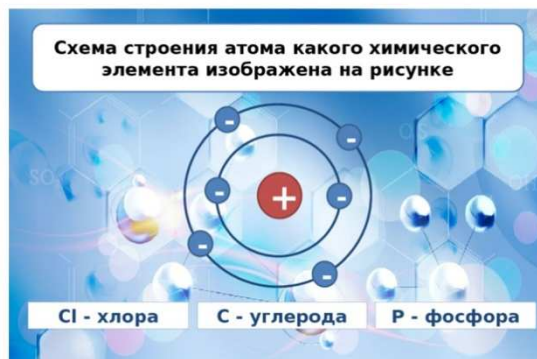 Схема строения атома какого химического
элемента изображена на рисунке
-
-
-
+
-
-
-
Cl - хлора
C - углерода
P - фосфора